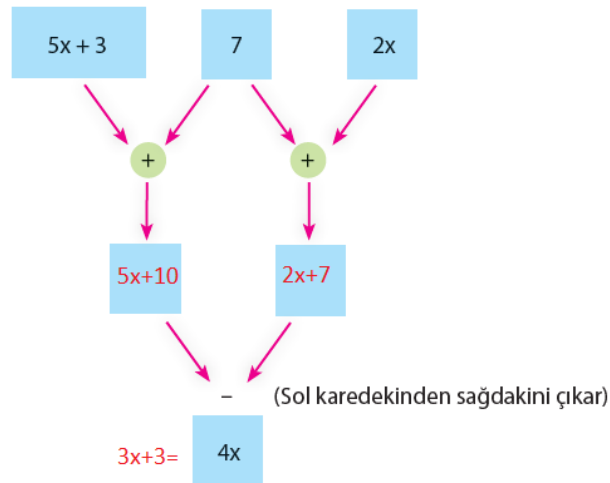 5x + 3 7 2x
+ +
5x+10 2x+7
– (Sol karedekinden sağdakini çıkar)
3x+3= 4x